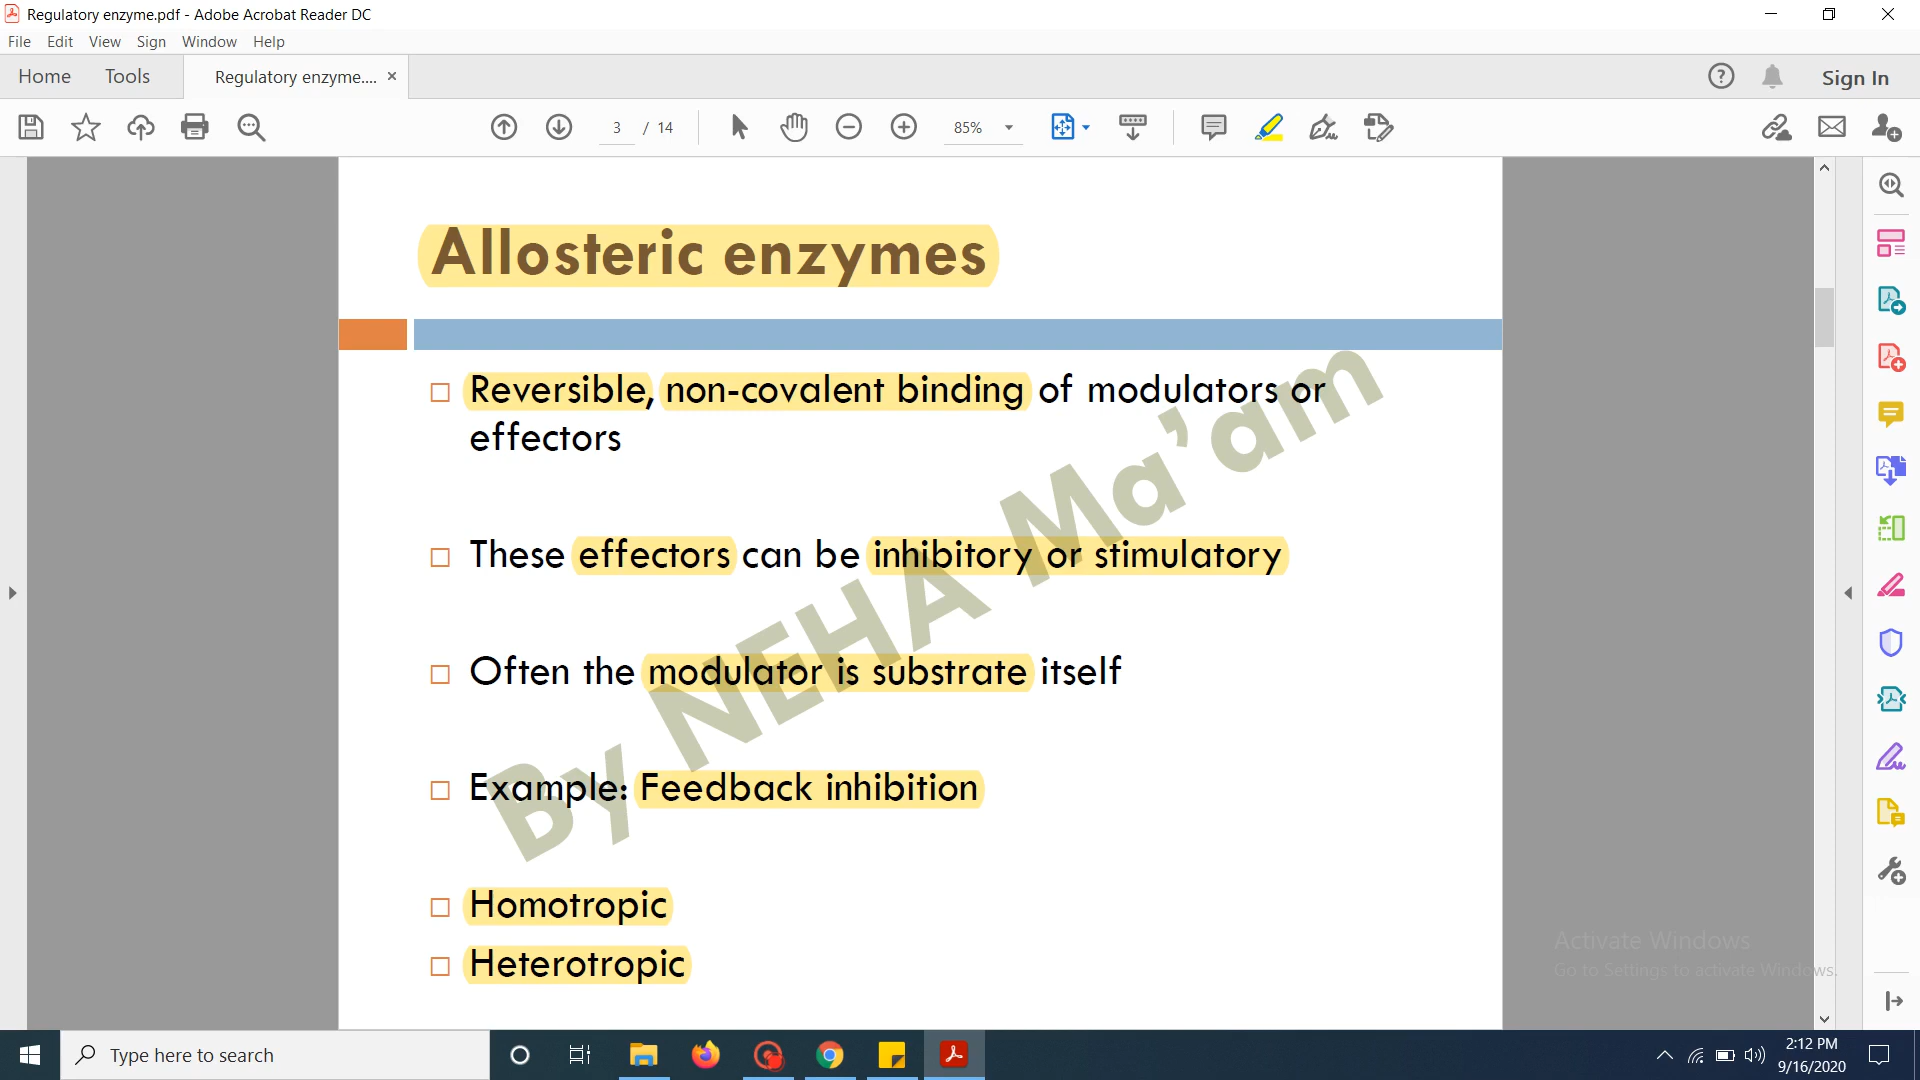 Regulatory enzyme.pdf - Adobe Acrobat Reader DC
File Edit View Sign Window Help
Home Tools Regulatory enzyme.... × Sign In
3 / 14 85%
Allosteric enzymes
Reversible, non-covalent binding of modulators or
effectors
These effectors can be inhibitory or stimulatory
Often the modulator is substrate itself
Example: Feedback inhibition
Homotropic
Heterotropic
By NEHA Ma'am
Activate Windows
Go to Settings to activate Windows.
Type here to search
2:12 PM
9/16/2020